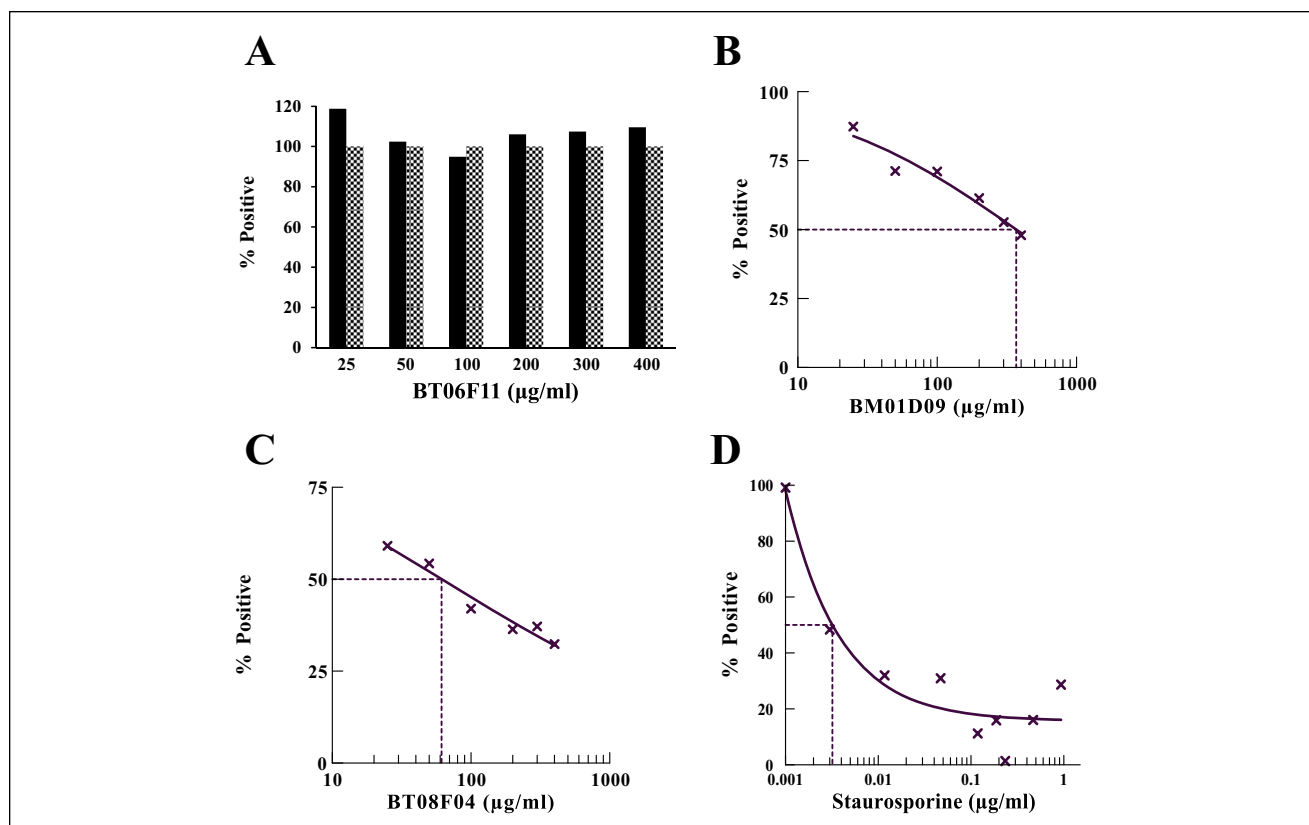 A
% Positive
120
100
80
60
40
20
0
25 50 100 200 300 400
BT06F11 (μg/ml)
B
% Positive
100
75
50
25
0
10 100 1000
BM01D09 (μg/ml)
C
% Positive
75
50
25
0
10 100 1000
BT08F04 (μg/ml)
D
% Positive
100
80
60
40
20
0
0.001 0.01 0.1 1
Staurosporine (μg/ml)